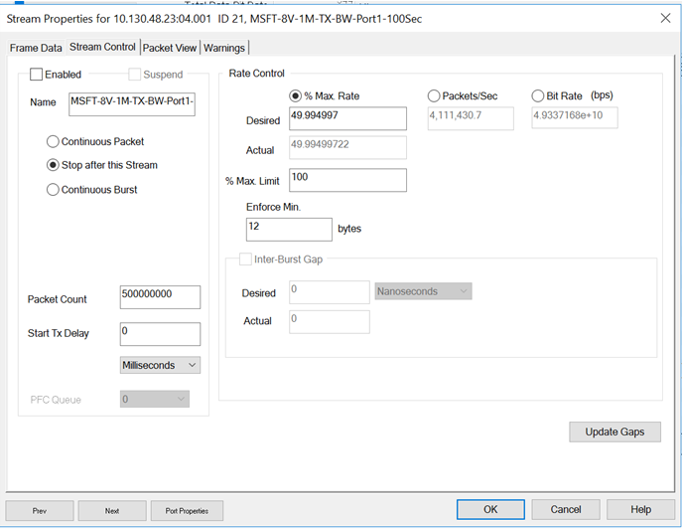 Stream Properties for 10.130.48.23:04.001 ID 21, MSFT-8V-1M-TX-BW-Port1-100Sec
Frame Data Stream Control Packet View Warnings
Enabled Suspend
Name MSFT-8V-1M-TX-BW-Port1-
Continuous Packet
Stop after this Stream
Continuous Burst
Packet Count 500000000
Start Tx Delay 0
Milliseconds
PFC Queue 0
Rate Control
% Max. Rate Packets/Sec Bit Rate (bps)
Desired 49.994997 4,111,430.7 4.9337168e+10
Actual 49.99499722
% Max. Limit 100
Enforce Min.
12 bytes
Inter-Burst Gap
Desired 0 Nanoseconds
Actual 0
Update Gaps
Prev Next Port Properties OK Cancel Help